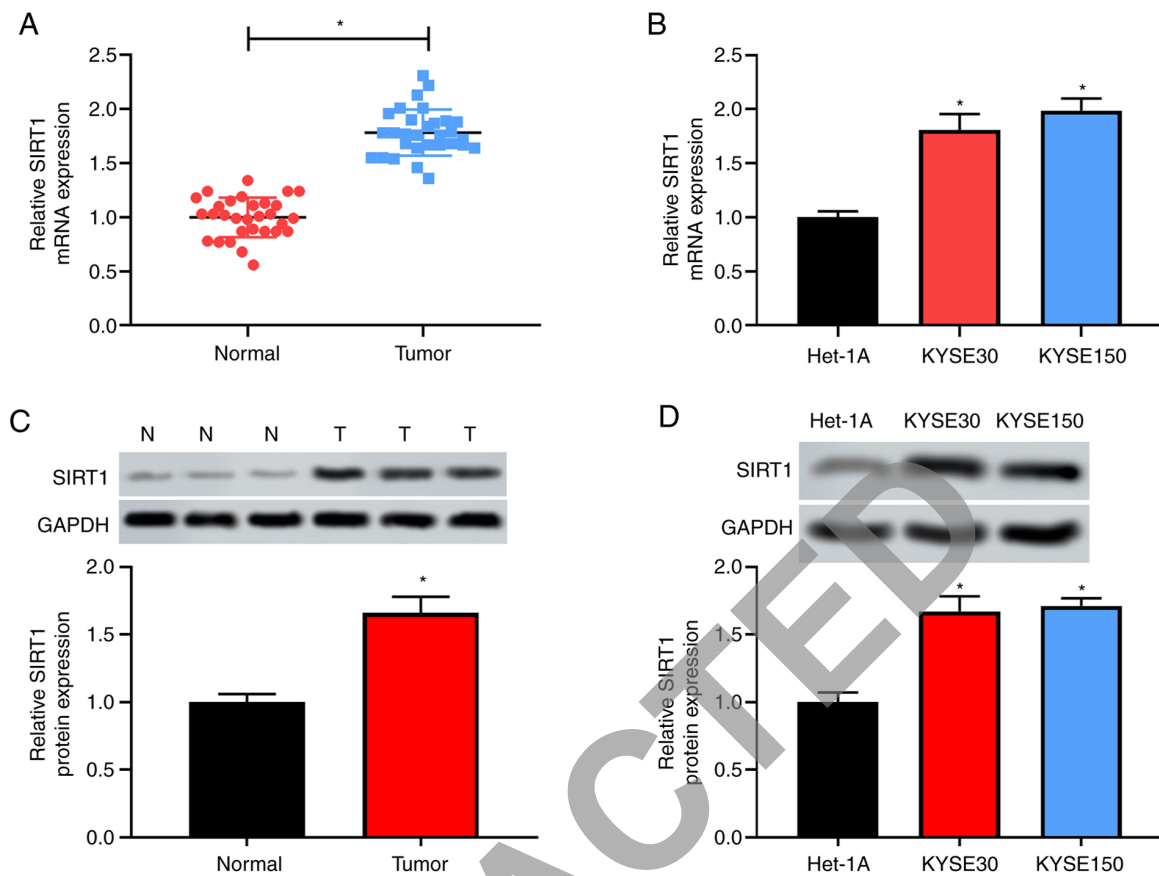 A
*
Relative SIRT1
mRNA expression
2.5
2.0
1.5
1.0
0.5
0.0
Normal Tumor
B
Relative SIRT1
mRNA expression
2.5
2.0
1.5
1.0
0.5
0.0
* *
Het-1A KYSE30 KYSE150
C
N N N T T T
SIRT1
GAPDH
Relative SIRT1
protein expression
2.0
1.5
1.0
0.5
0.0
*
Normal Tumor
D
Het-1A KYSE30 KYSE150
SIRT1
GAPDH
Relative SIRT1
protein expression
2.0
1.5
1.0
0.5
0.0
* *
Het-1A KYSE30 KYSE150
ACTED